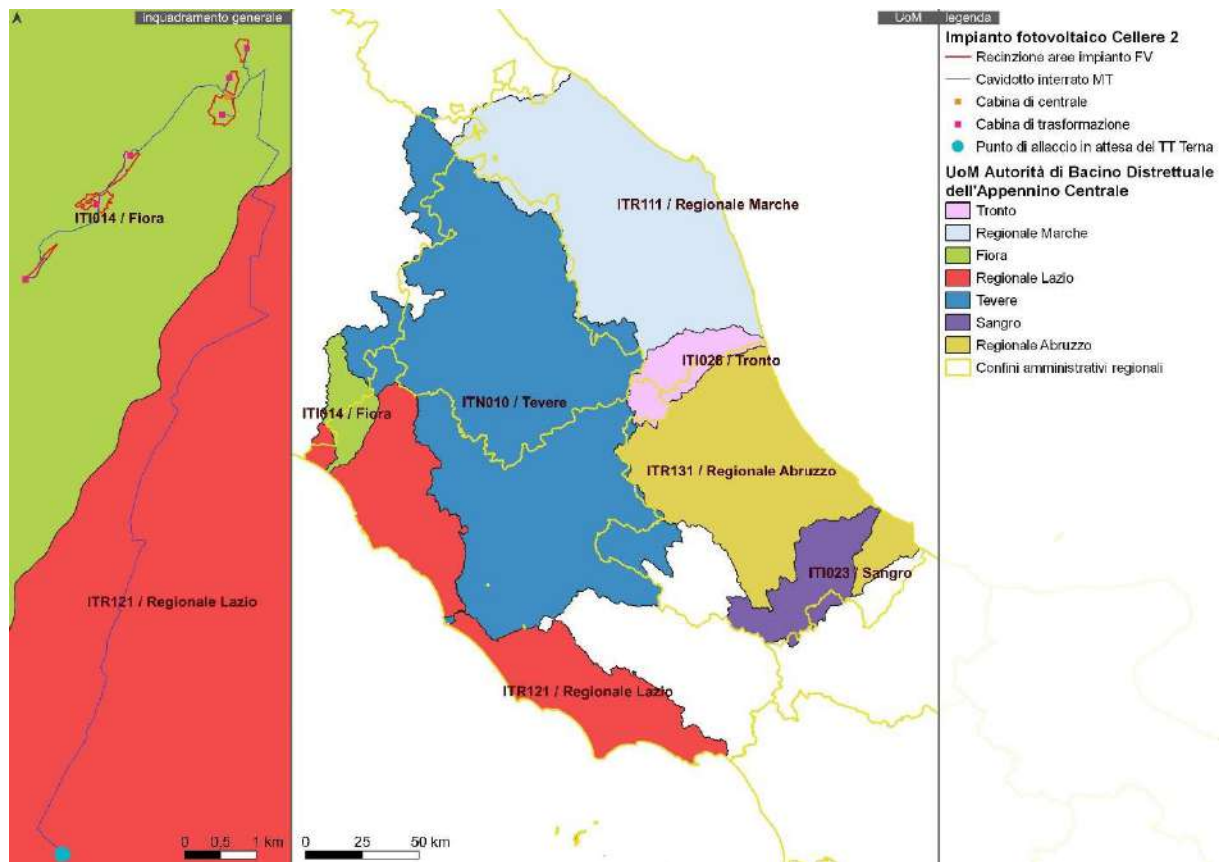 A
inquadramento generale
ITI014 / Fiora
ITR121 / Regionale Lazio
0 0.5 1 km
UoM
ITR111 / Regionale Marche
ITI028 / Tronto
ITN010 / Tevere
ITI014 / Fiora
ITR131 / Regionale Abruzzo
ITI023 / Sangro
ITR121 / Regionale Lazio
0 25 50 km
legenda
Impianto fotovoltaico Cellere 2
Recinzione aree impianto FV
Cavidotto interrato MT
Cabina di centrale
Cabina di trasformazione
Punto di allaccio in attesa del TT Terna
UoM Autorità di Bacino Distrettuale
dell'Appennino Centrale
Tronto
Regionale Marche
Fiora
Regionale Lazio
Tevere
Sangro
Regionale Abruzzo
Confini amministrativi regionali